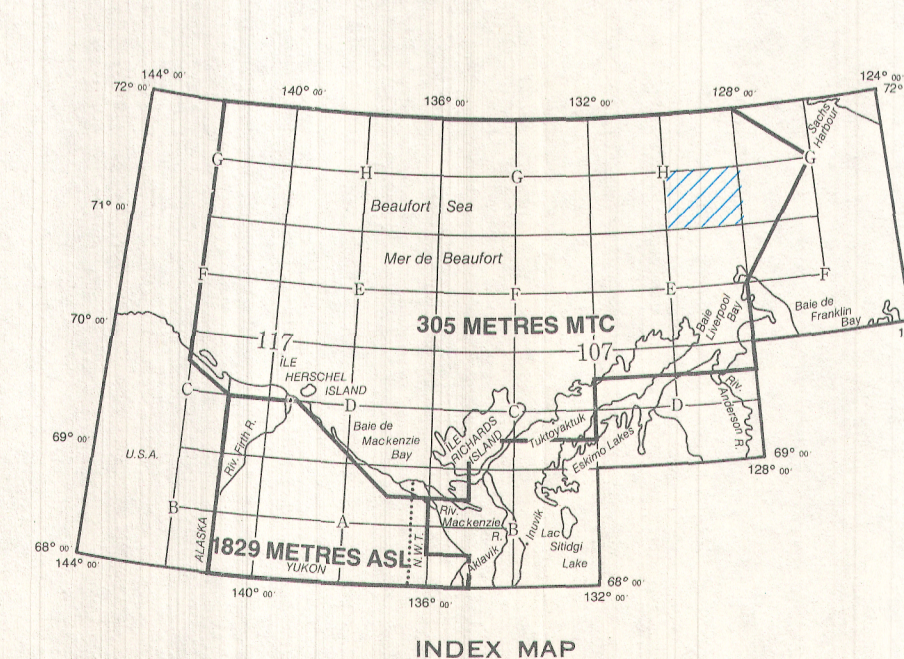 144° 00'
72° 00'
140° 00'
136° 00'
132° 00'
128° 00'
124° 00'
72°
Sachs
Harbour
G
H
G
H
G
71° 00'
Beaufort Sea
Mer de Beaufort
F
E
F
E
F
Baie
Liverpool
Bay
Baie de
Franklin
Bay
70° 00'
305 METRES MTC
117
107
ÎLE
HERSCHEL
ISLAND
C
D
C
D
Baie de
Mackenzie
Bay
ÎLE
RICHARDS
ISLAND
Tuktoyaktuk
Eskimo Lakes
Riv.
Anderson R.
69° 00'
U.S.A.
Riv. Firth R.
69° 00'
128° 00'
B
A
B
Riv.
Mackenzie
R.
Inuvik
Lac
Sitidgi
Lake
ALASKA
1829 METRES ASL
YUKON
N.W.T.
Aklavik
68° 00'
144° 00'
140° 00'
136° 00'
68° 00'
132° 00'
INDEX MAP